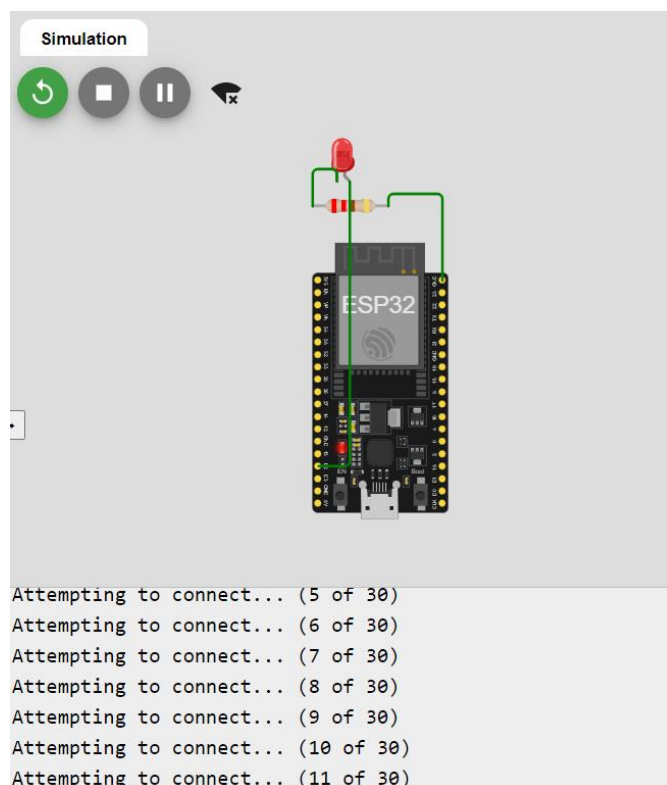 Simulation
ESP32
EN
Boot
Attempting to connect... (5 of 30)
Attempting to connect... (6 of 30)
Attempting to connect... (7 of 30)
Attempting to connect... (8 of 30)
Attempting to connect... (9 of 30)
Attempting to connect... (10 of 30)
Attempting to connect... (11 of 30)